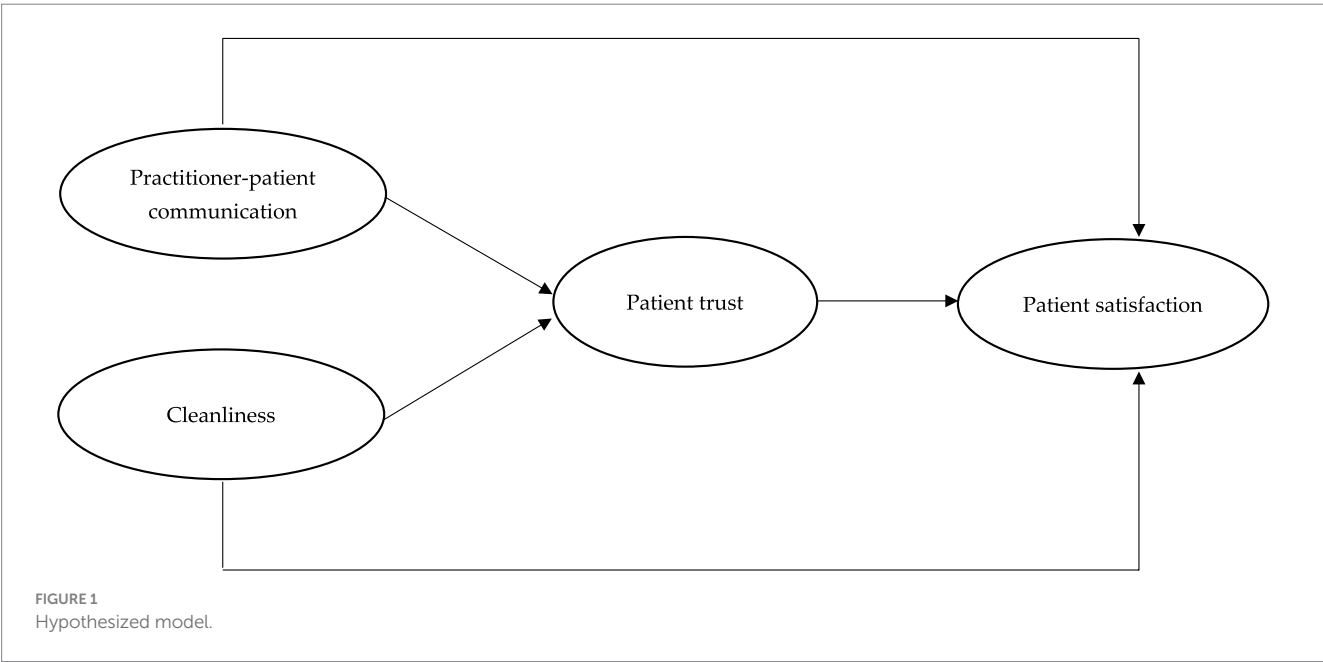 Practitioner-patient
communication
Patient trust
Patient satisfaction
Cleanliness
FIGURE 1
Hypothesized model.